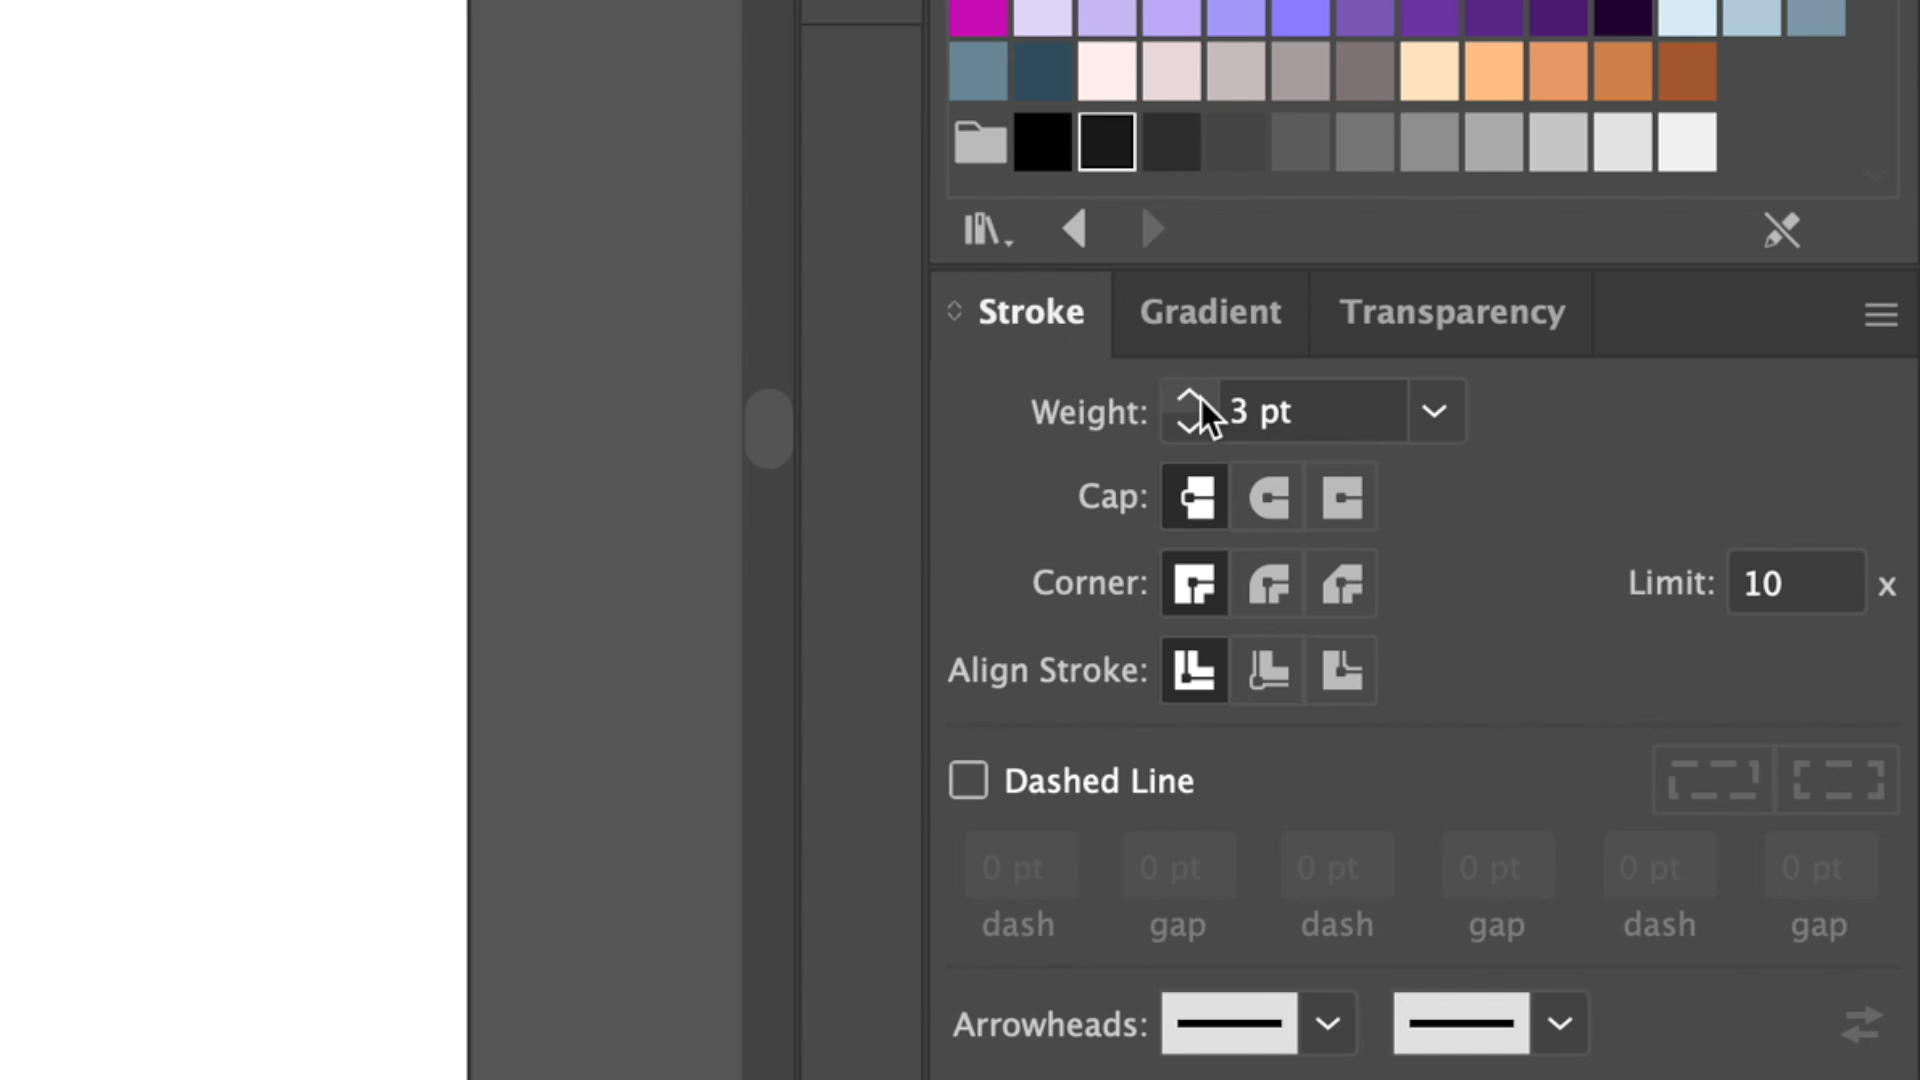 Stroke Gradient Transparency
Weight: 3 pt
Cap:
Corner: Limit: 10 x
Align Stroke:
Dashed Line
0 pt 0 pt 0 pt 0 pt 0 pt 0 pt
dash gap dash gap dash gap
Arrowheads: